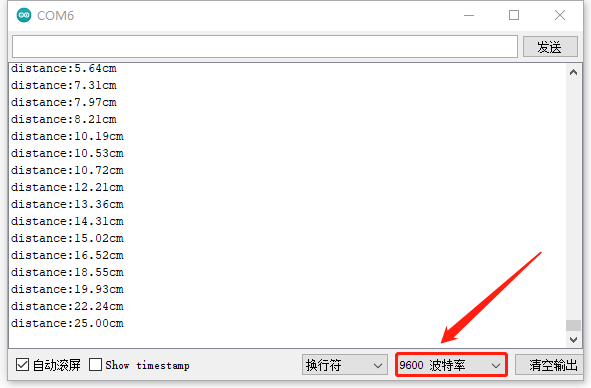 COM6
发送
distance:5.64cm
distance:7.31cm
distance:7.97cm
distance:8.21cm
distance:10.19cm
distance:10.53cm
distance:10.72cm
distance:12.21cm
distance:13.36cm
distance:14.31cm
distance:15.02cm
distance:16.52cm
distance:18.55cm
distance:19.93cm
distance:22.24cm
distance:25.00cm
自动滚屏 Show timestamp 换行符 9600 波特率 清空输出